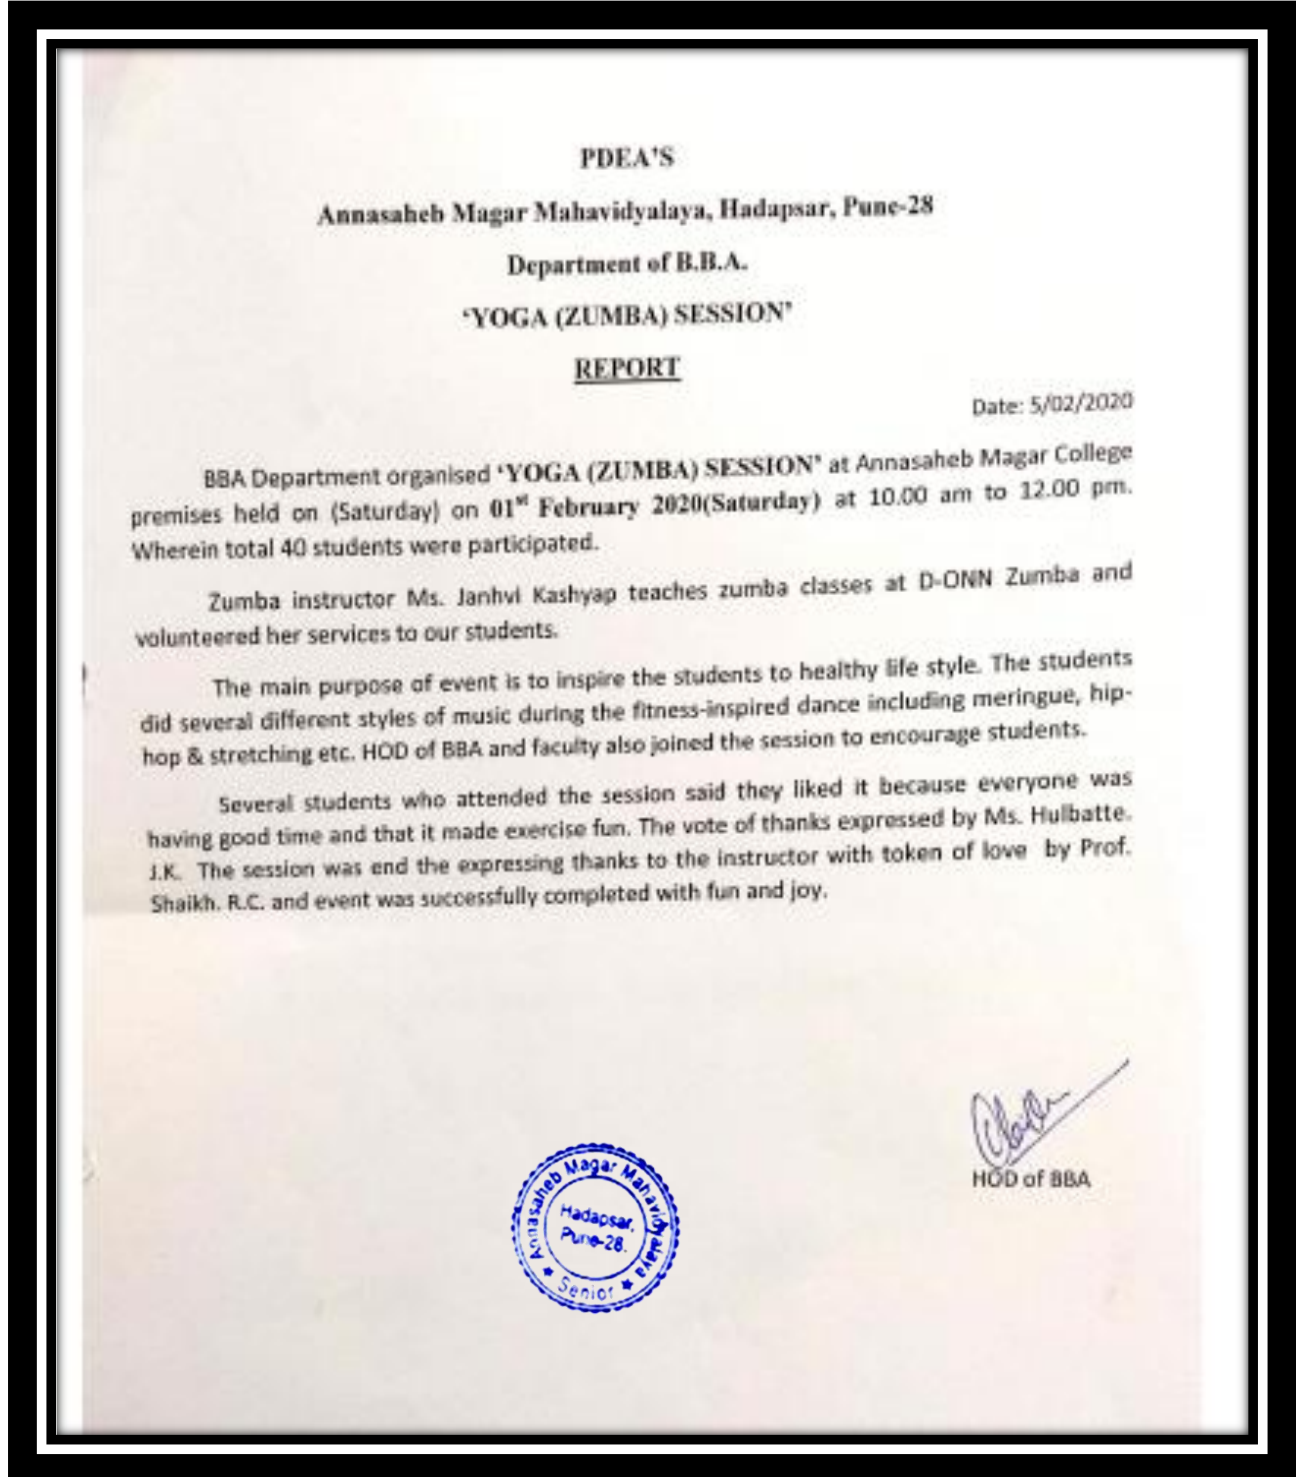 PDEA'S
Annasaheb Magar Mahavidyalaya, Hadapsar, Pune-28
Department of B.B.A.
‘YOGA (ZUMBA) SESSION’
REPORT
Date: 5/02/2020
BBA Department organised ‘YOGA (ZUMBA) SESSION’ at Annasaheb Magar College
premises held on (Saturday) on 01st February 2020(Saturday) at 10.00 am to 12.00 pm.
Wherein total 40 students were participated.
Zumba instructor Ms. Janhvi Kashyap teaches zumba classes at D-ONN Zumba and
volunteered her services to our students.
The main purpose of event is to inspire the students to healthy life style. The students
did several different styles of music during the fitness-inspired dance including meringue, hip-
hop & stretching etc. HOD of BBA and faculty also joined the session to encourage students.
Several students who attended the session said they liked it because everyone was
having good time and that it made exercise fun. The vote of thanks expressed by Ms. Hulbatte.
J.K. The session was end the expressing thanks to the instructor with token of love by Prof.
Shaikh. R.C. and event was successfully completed with fun and joy.
HOD of BBA
Annasaheb Magar Mahavidyalaya
Hadapsar,
Pune-28.
★ Senior ★